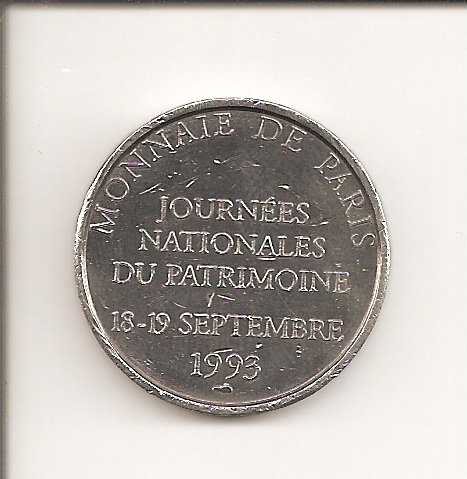 MONNAIE DE PARIS
JOURNÉES
NATIONALES
DU PATRIMOINE
18-19 SEPTEMBRE
1993